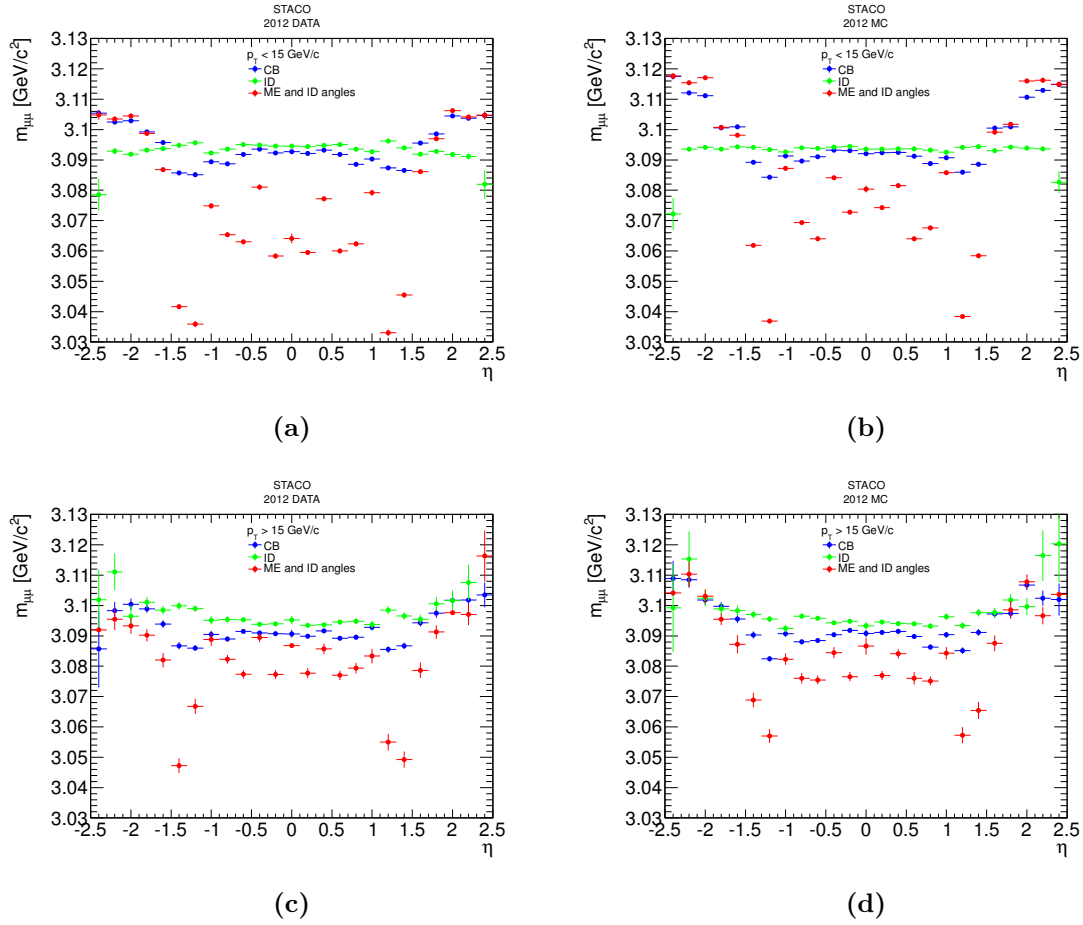 STACO
2012 DATA
p_T < 15 GeV/c
CB
ID
ME and ID angles
m_μμ [GeV/c²]
3.13
3.12
3.11
3.1
3.09
3.08
3.07
3.06
3.05
3.04
3.03
-2.5 -2 -1.5 -1 -0.5 0 0.5 1 1.5 2 2.5
η
(a)
STACO
2012 MC
p_T < 15 GeV/c
CB
ID
ME and ID angles
m_μμ [GeV/c²]
3.13
3.12
3.11
3.1
3.09
3.08
3.07
3.06
3.05
3.04
3.03
-2.5 -2 -1.5 -1 -0.5 0 0.5 1 1.5 2 2.5
η
(b)
STACO
2012 DATA
p_T > 15 GeV/c
CB
ID
ME and ID angles
m_μμ [GeV/c²]
3.13
3.12
3.11
3.1
3.09
3.08
3.07
3.06
3.05
3.04
3.03
-2.5 -2 -1.5 -1 -0.5 0 0.5 1 1.5 2 2.5
η
(c)
STACO
2012 MC
p_T > 15 GeV/c
CB
ID
ME and ID angles
m_μμ [GeV/c²]
3.13
3.12
3.11
3.1
3.09
3.08
3.07
3.06
3.05
3.04
3.03
-2.5 -2 -1.5 -1 -0.5 0 0.5 1 1.5 2 2.5
η
(d)